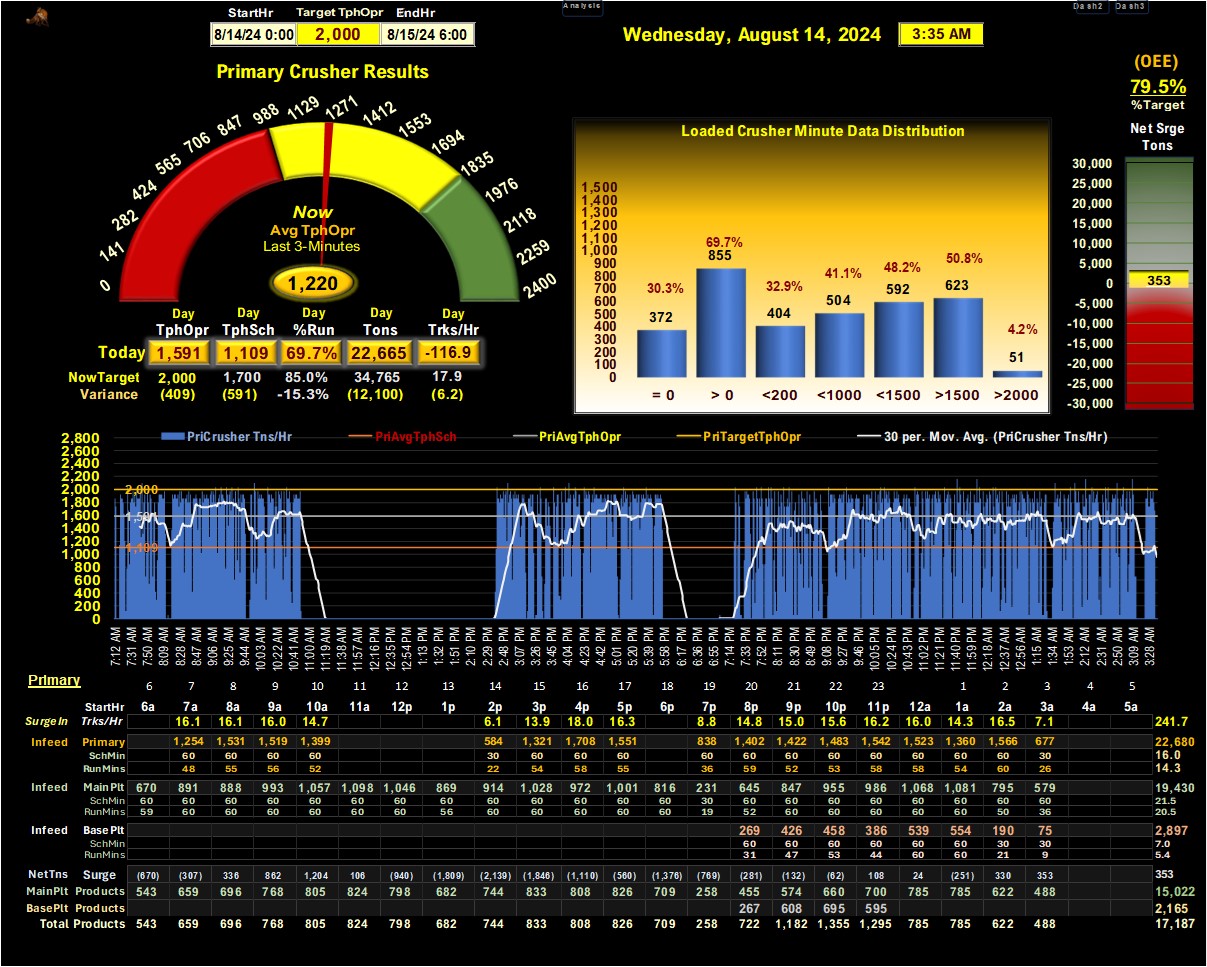 StartHr Target TphOpr EndHr
8/14/24 0:00 2,000 8/15/24 6:00
Analysis
Dash2 Dash3
Wednesday, August 14, 2024 3:35 AM
(OEE)
79.5%
%Target
Primary Crusher Results
0 141 282 424 565 706 847 988 1129 1271 1412 1553 1694 1835 1976 2118 2259 2400
Now
Avg TphOpr
Last 3-Minutes
1,220
Day Day Day Day Day
TphOpr TphSch %Run Tons Trks/Hr
Today 1,591 1,109 69.7% 22,665 -116.9
NowTarget 2,000 1,700 85.0% 34,765 17.9
Variance (409) (591) -15.3% (12,100) (6.2)
Loaded Crusher Minute Data Distribution
1,500
1,400
1,300
1,200
1,100
1,000
900
800
700
600
500
400
300
200
100
0
30.3% 69.7% 32.9% 41.1% 48.2% 50.8% 4.2%
372 855 404 504 592 623 51
= 0 > 0 <200 <1000 <1500 >1500 >2000
Net Srge
Tons
30,000
25,000
20,000
15,000
10,000
5,000
0
-5,000
-10,000
-15,000
-20,000
-25,000
-30,000
353
PriCrusher Tns/Hr PriAvgTphSch PriAvgTphOpr PriTargetTphOpr 30 per. Mov. Avg. (PriCrusher Tns/Hr)
2,800
2,600
2,400
2,200
2,000
1,800
1,600
1,400
1,200
1,000
800
600
400
200
0
2,000
1,109
7:12 AM 7:31 AM 7:50 AM 8:09 AM 8:28 AM 8:47 AM 9:06 AM 9:25 AM 9:44 AM 10:03 AM 10:22 AM 10:41 AM 11:00 AM 11:19 AM 11:38 AM 11:57 AM 12:16 PM 12:35 PM 12:54 PM 1:13 PM 1:32 PM 1:51 PM 2:10 PM 2:29 PM 2:48 PM 3:07 PM 3:26 PM 3:45 PM 4:04 PM 4:23 PM 4:42 PM 5:01 PM 5:20 PM 5:39 PM 5:58 PM 6:17 PM 6:36 PM 6:55 PM 7:14 PM 7:33 PM 7:52 PM 8:11 PM 8:30 PM 8:49 PM 9:08 PM 9:27 PM 9:46 PM 10:05 PM 10:24 PM 10:43 PM 11:02 PM 11:21 PM 11:40 PM 11:59 PM 12:18 AM 12:37 AM 12:56 AM 1:15 AM 1:34 AM 1:53 AM 2:12 AM 2:31 AM 2:50 AM 3:09 AM 3:28 AM
Primary
6 7 8 9 10 11 12 13 14 15 16 17 18 19 20 21 22 23 1 2 3 4 5
StartHr 6a 7a 8a 9a 10a 11a 12p 1p 2p 3p 4p 5p 6p 7p 8p 9p 10p 11p 12a 1a 2a 3a 4a 5a
SurgeIn Trks/Hr 16.1 16.1 16.0 14.7 6.1 13.9 18.0 16.3 8.8 14.8 15.0 15.6 16.2 16.0 14.3 16.5 7.1 241.7
Infeed Primary 1,254 1,531 1,519 1,399 584 1,321 1,708 1,551 838 1,402 1,422 1,483 1,542 1,523 1,360 1,566 677 22,680
SchMin 60 60 60 60 30 60 60 60 60 60 60 60 60 60 60 60 30 16.0
RunMins 48 55 56 52 22 54 58 55 36 59 52 53 58 58 54 60 26 14.3
Infeed MainPlt 670 891 888 993 1,057 1,098 1,046 869 914 1,028 972 1,001 816 231 645 847 955 986 1,068 1,081 795 579 19,430
SchMin 60 60 60 60 60 60 60 60 60 60 60 60 60 30 60 60 60 60 60 60 60 60 21.5
RunMins 59 60 60 60 60 60 60 56 60 60 60 60 60 19 52 60 60 60 60 60 50 36 20.5
Infeed Base Plt 269 426 458 386 539 554 190 75 2,897
SchMin 60 60 60 60 60 60 30 30 7.0
RunMins 31 47 53 44 60 60 21 9 5.4
NetTns Surge (670) (307) 336 862 1,204 106 (940) (1,809) (2,139) (1,846) (1,110) (560) (1,376) (769) (281) (132) (62) 108 24 (251) 330 353 353
MainPlt Products 543 659 696 768 805 824 798 682 744 833 808 826 709 258 455 574 660 700 785 785 622 488 15,022
BasePlt Products 267 608 695 595 2,165
Total Products 543 659 696 768 805 824 798 682 744 833 808 826 709 258 722 1,182 1,355 1,295 785 785 622 488 17,187